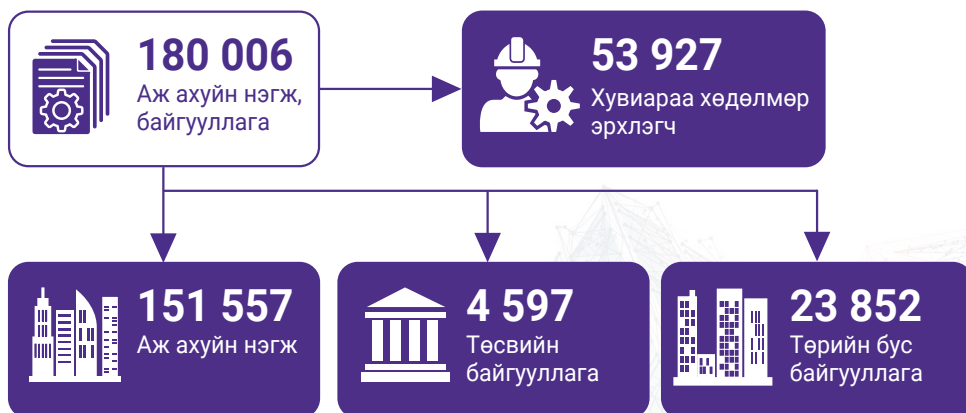 180 006
Аж ахуйн нэгж,
байгууллага
53 927
Хувиараа хөдөлмөр
эрхлэгч
151 557
Аж ахуйн нэгж
4 597
Төсвийн
байгууллага
23 852
Төрийн бус
байгууллага